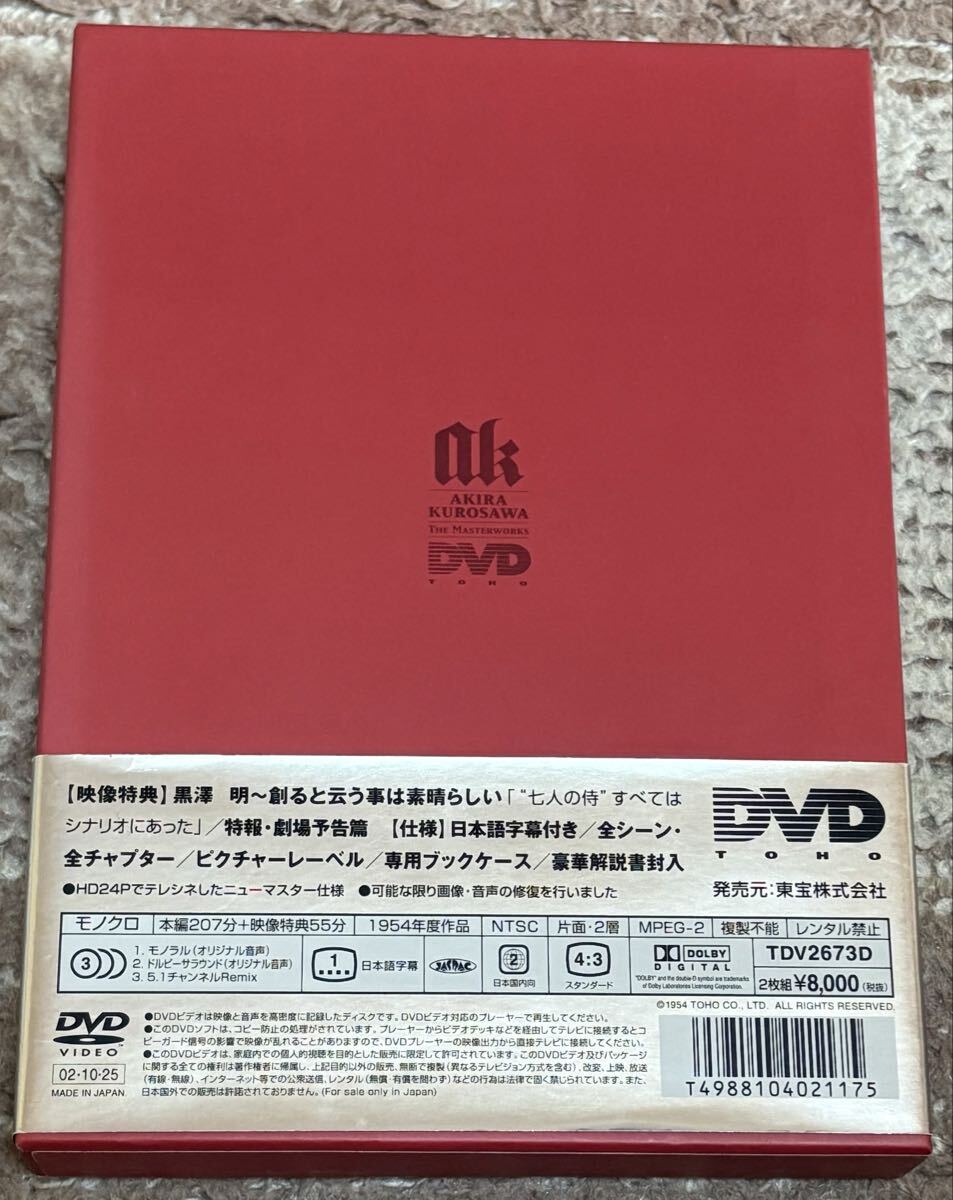 ak
AKIRA
KUROSAWA
THE MASTERWORKS
DVD
TOHO
【映像特典】黒澤 明~創ると云う事は素晴らしい「“七人の侍”すべては
シナリオにあった」/特報・劇場予告篇 【仕様】日本語字幕付き/全シーン・
全チャプター/ピクチャーレーベル/専用ブックケース/豪華解説書封入
●HD24Pでテレシネしたニューマスター仕様 ●可能な限り画像・音声の修復を行いました
DVD
TOHO
発売元:東宝株式会社
モノクロ 本編207分+映像特典55分 1954年度作品 NTSC 片面・2層 MPEG-2 複製不能 レンタル禁止
3
1. モノラル(オリジナル音声)
2. ドルビーサラウンド(オリジナル音声)
3. 5.1チャンネルRemix
1
日本語字幕
JASRAC
2
日本国内向
4:3
スタンダード
DOLBY
DIGITAL
"DOLBY" and the double-D symbol are trademarks
of Dolby Laboratories Licensing Corporation.
TDV2673D
2枚組¥8,000(税抜)
©1954 TOHO CO., LTD. ALL RIGHTS RESERVED.
DVD
VIDEO
02・10・25
MADE IN JAPAN
●DVDビデオは映像と音声を高密度に記録したディスクです。DVDビデオ対応のプレーヤーで再生してください。
●このDVDソフトは、コピー防止の処理がされています。プレーヤーからビデオデッキなどを経由してテレビに接続するとコ
ピーガード信号の影響で映像が乱れることがありますので、DVDプレーヤーの映像出力から直接テレビに接続してください。
●このDVDビデオは、家庭内での個人的視聴を目的とした販売に限定して許可されています。このDVDビデオ及びパッケージ
に関する全ての権利は著作権者に帰属し、上記目的以外の販売、無断で複製(異なるテレビジョン方式を含む)、改変、上映、放送
(有線・無線)、インターネット等での公衆送信、レンタル(無償・有償を問わず)などの行為は法律で固く禁じられています。また、
日本国外での販売は許諾されておりません。(For sale only in Japan)
T4988104021175